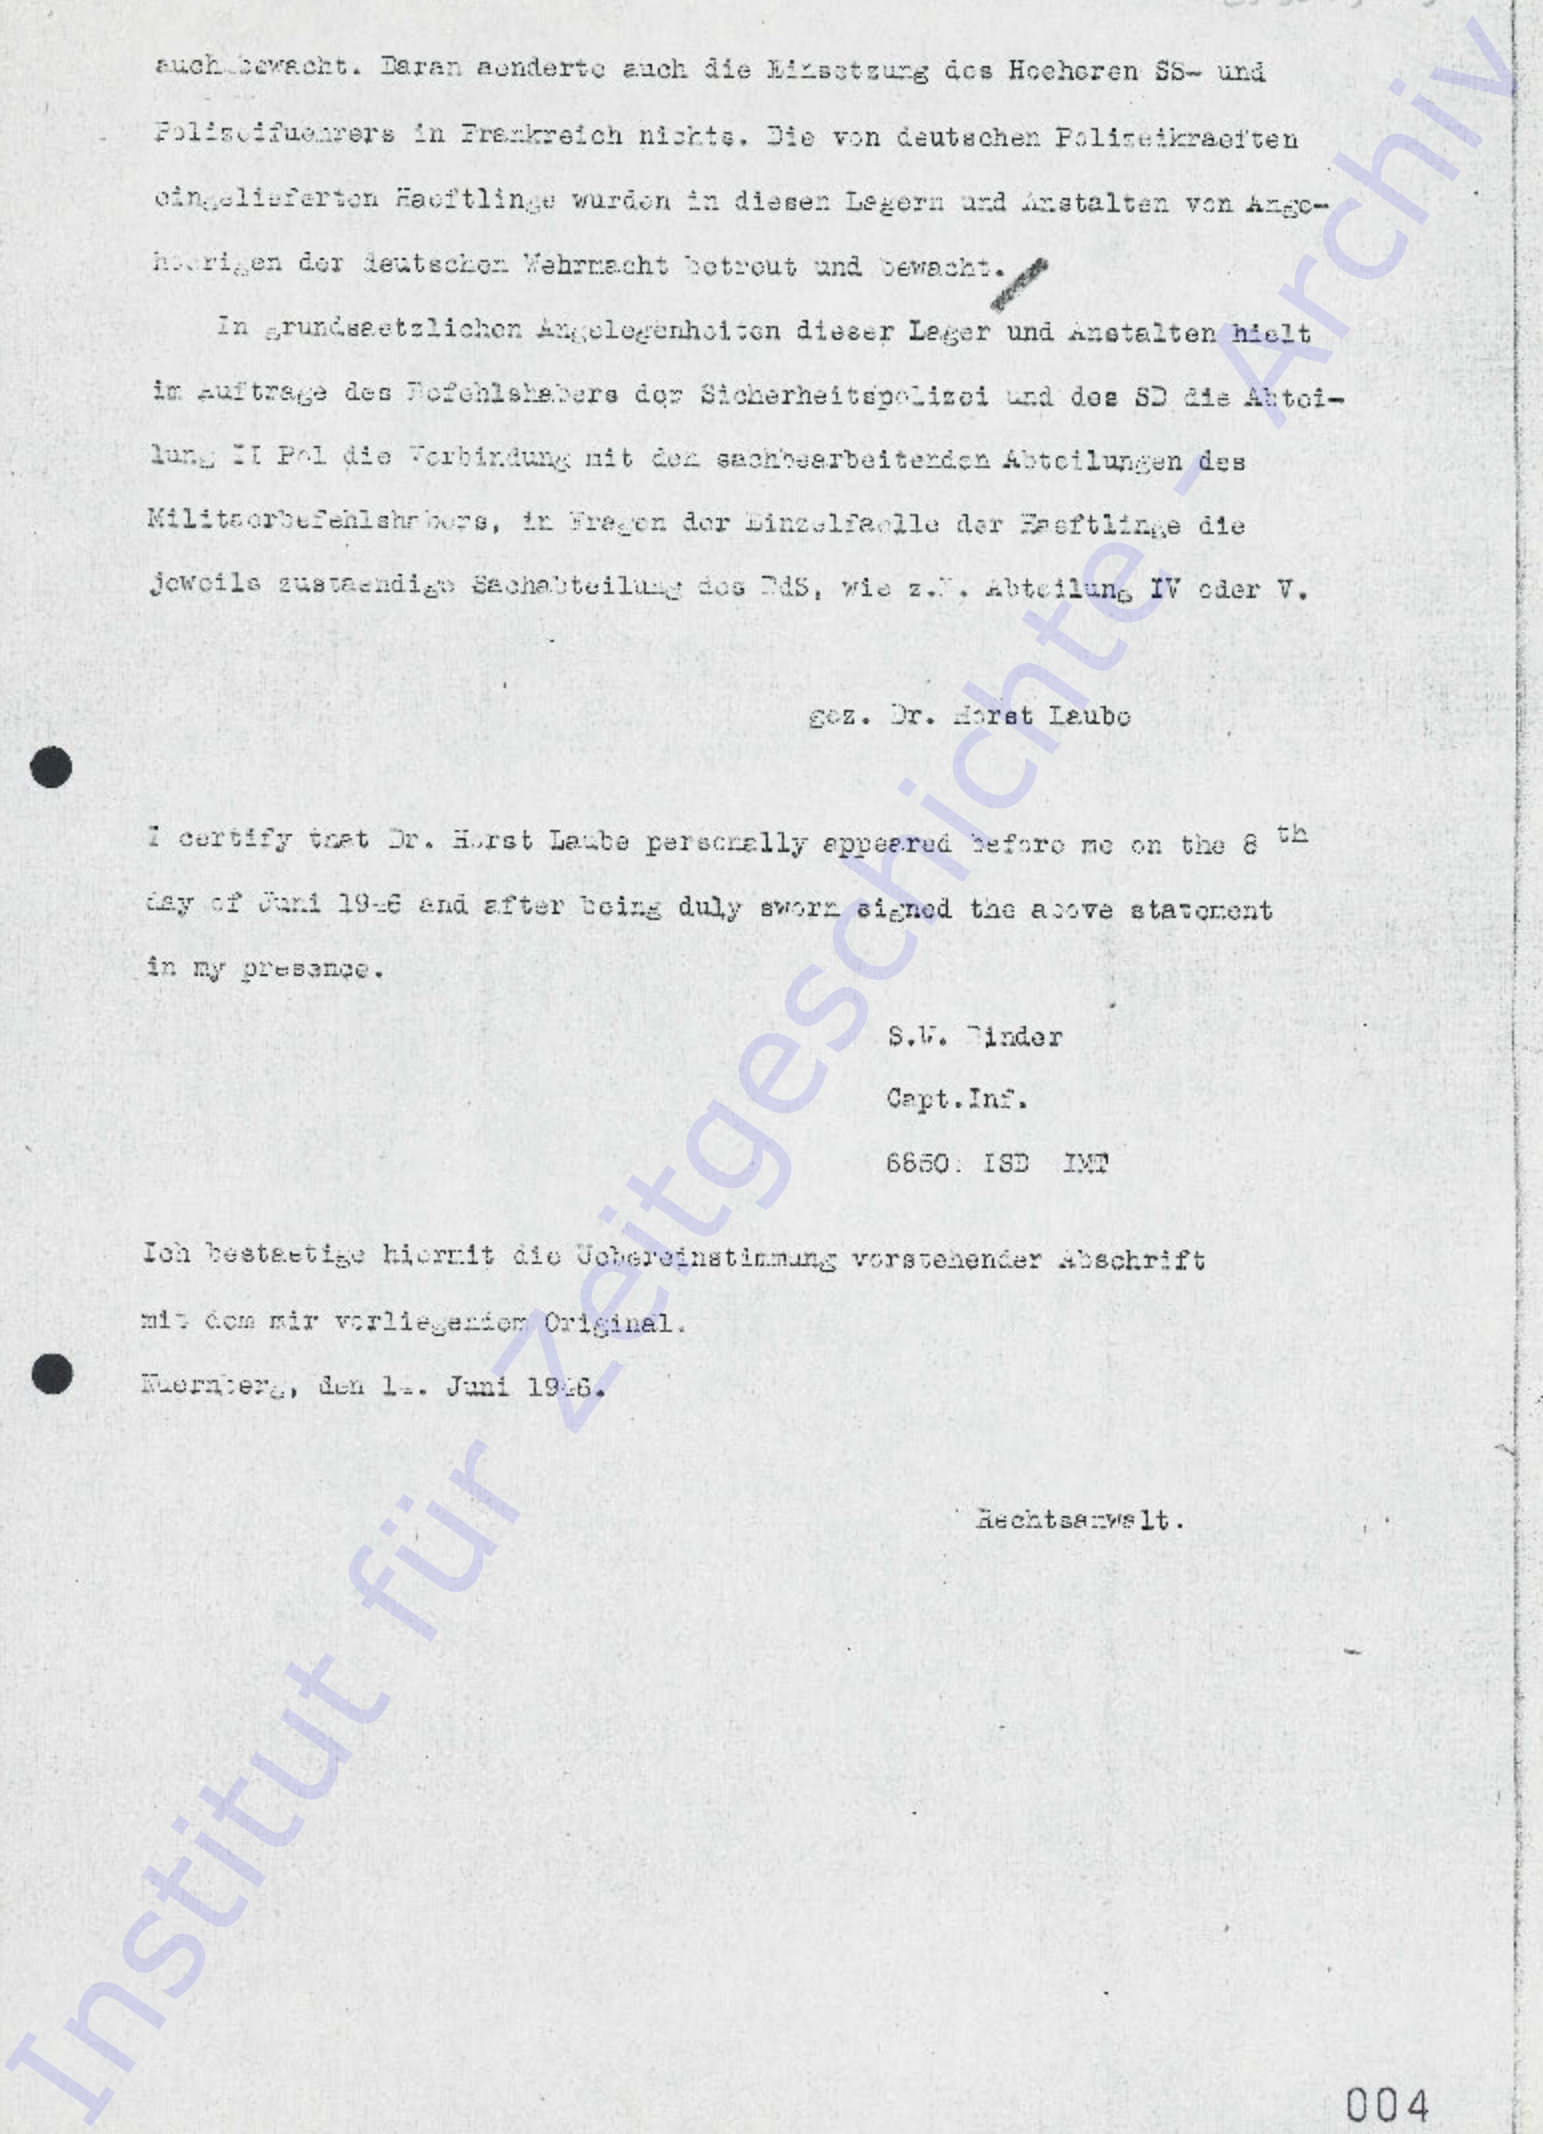 auch bewacht. Daran aenderte auch die Einsetzung des Hoeheren SS- und
Polizeifuehrers in Frankreich nichts. Die von deutschen Polizeikraeften
eingelieferten Haeftlinge wurden in diesen Lagern und Anstalten von Ange-
hoerigen der deutschen Wehrmacht betreut und bewacht.
In grundsaetzlichen Angelegenheiten dieser Lager und Anstalten hielt
im Auftrage des Befehlshabers der Sicherheitspolizei und des SD die Abtei-
lung II Pol die Verbindung mit den sachbearbeitenden Abteilungen des
Militaerbefehlshabers, in Fragen der Einzelfaelle der Haeftlinge die
jeweils zustaendige Sachabteilung des BdS, wie z.B. Abteilung IV oder V.
gez. Dr. Horst Laube
I certify that Dr. Horst Laube personally appeared before me on the 8 th
day of Juni 1946 and after being duly sworn signed the above statement
in my presence.
S.W. Binder
Capt.Inf.
6850. ISD IMT
Ich bestaetige hiermit die Uebereinstimmung vorstehender Abschrift
mit dem mir vorliegendem Original.
Nuernberg, den 14. Juni 1946.
Rechtsanwalt.
004
Institut für Zeitgeschichte - Archiv